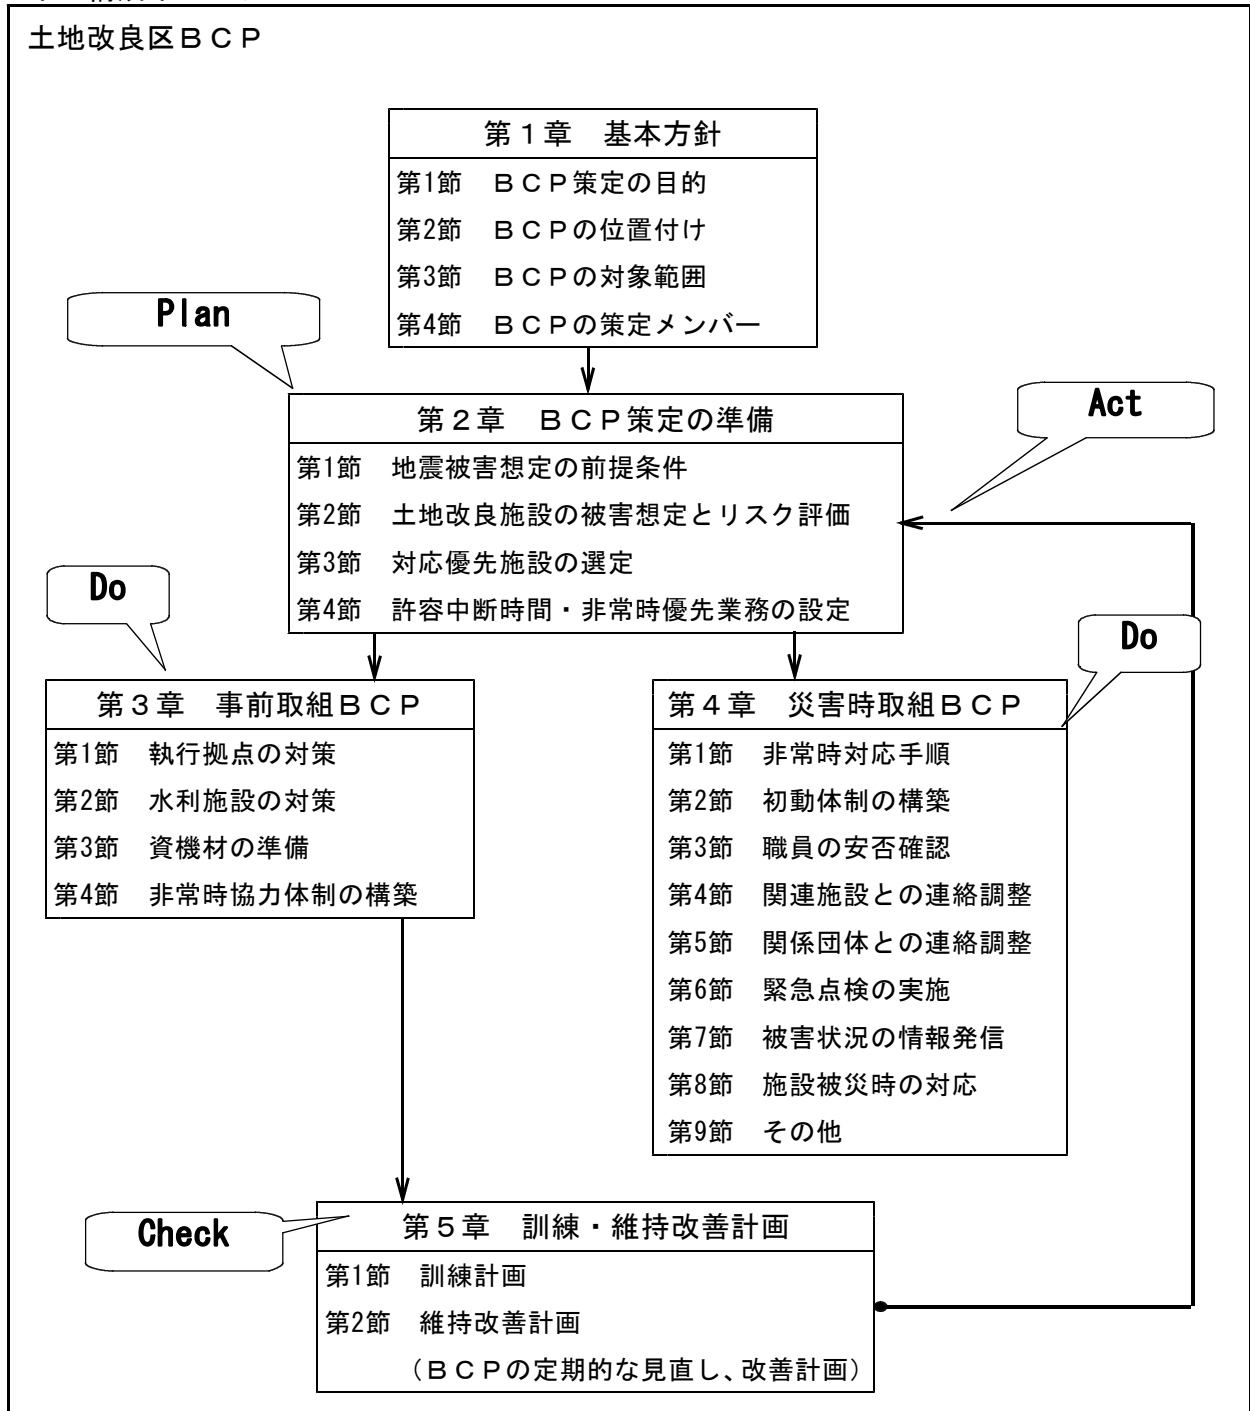 土地改良区ＢＣＰ
第１章　基本方針
第1節　ＢＣＰ策定の目的
第2節　ＢＣＰの位置付け
第3節　ＢＣＰの対象範囲
第4節　ＢＣＰの策定メンバー
Plan
Act
第２章　ＢＣＰ策定の準備
第1節　地震被害想定の前提条件
第2節　土地改良施設の被害想定とリスク評価
第3節　対応優先施設の選定
第4節　許容中断時間・非常時優先業務の設定
Do
Do
第３章　事前取組ＢＣＰ
第1節　執行拠点の対策
第2節　水利施設の対策
第3節　資機材の準備
第4節　非常時協力体制の構築
第４章　災害時取組ＢＣＰ
第1節　非常時対応手順
第2節　初動体制の構築
第3節　職員の安否確認
第4節　関連施設との連絡調整
第5節　関係団体との連絡調整
第6節　緊急点検の実施
第7節　被害状況の情報発信
第8節　施設被災時の対応
第9節　その他
Check
第５章　訓練・維持改善計画
第1節　訓練計画
第2節　維持改善計画
（ＢＣＰの定期的な見直し、改善計画）